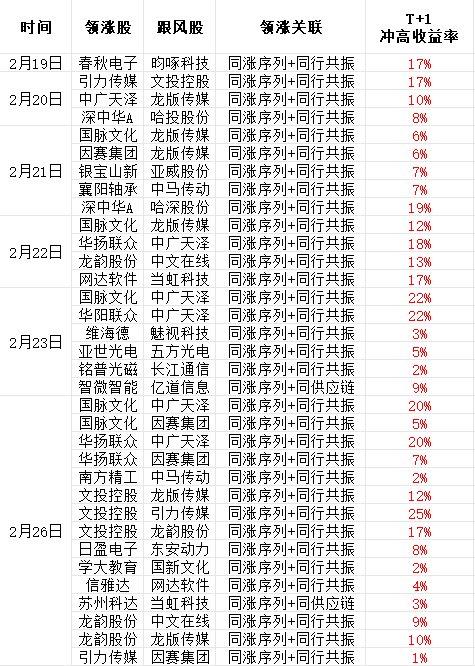 时间 领涨股 跟风股 领涨关联 T+1
冲高收益率
2月19日 春秋电子 昀啄科技 同涨序列+同行共振 17%
2月20日 引力传媒 文投控股 同涨序列+同行共振 17%
中广天泽 龙版传媒 同涨序列+同行共振 10%
深中华A 哈投股份 同涨序列+同行共振 8%
2月21日 国脉文化 龙版传媒 同涨序列+同行共振 6%
因赛集团 龙版传媒 同涨序列+同行共振 6%
银宝山新 亚威股份 同涨序列+同行共振 7%
襄阳轴承 中马传动 同涨序列+同行共振 7%
深中华A 哈深股份 同涨序列+同行共振 19%
2月22日 国脉文化 龙版传媒 同涨序列+同行共振 12%
华扬联众 中广天泽 同涨序列+同行共振 18%
龙韵股份 中文在线 同涨序列+同行共振 13%
网达软件 当虹科技 同涨序列+同行共振 17%
2月23日 国脉文化 中广天泽 同涨序列+同行共振 22%
华阳联众 中广天泽 同涨序列+同行共振 22%
维海德 魅视科技 同涨序列+同行共振 3%
亚世光电 五方光电 同涨序列+同行共振 5%
铭普光磁 长江通信 同涨序列+同行共振 2%
智微智能 亿道信息 同涨序列+同供应链 9%
2月26日 国脉文化 中广天泽 同涨序列+同行共振 20%
国脉文化 因赛集团 同涨序列+同行共振 5%
华扬联众 中广天泽 同涨序列+同行共振 20%
华扬联众 因赛集团 同涨序列+同行共振 7%
南方精工 中马传动 同涨序列+同行共振 2%
文投控股 龙版传媒 同涨序列+同行共振 12%
文投控股 引力传媒 同涨序列+同行共振 25%
文投控股 龙韵股份 同涨序列+同行共振 17%
日盈电子 东安动力 同涨序列+同行共振 8%
学大教育 国新文化 同涨序列+同行共振 2%
信雅达 网达软件 同涨序列+同行共振 4%
苏州科达 当虹科技 同涨序列+同供应链 3%
龙韵股份 中文在线 同涨序列+同行共振 9%
龙韵股份 龙版传媒 同涨序列+同行共振 10%
引力传媒 因赛集团 同涨序列+同行共振 1%